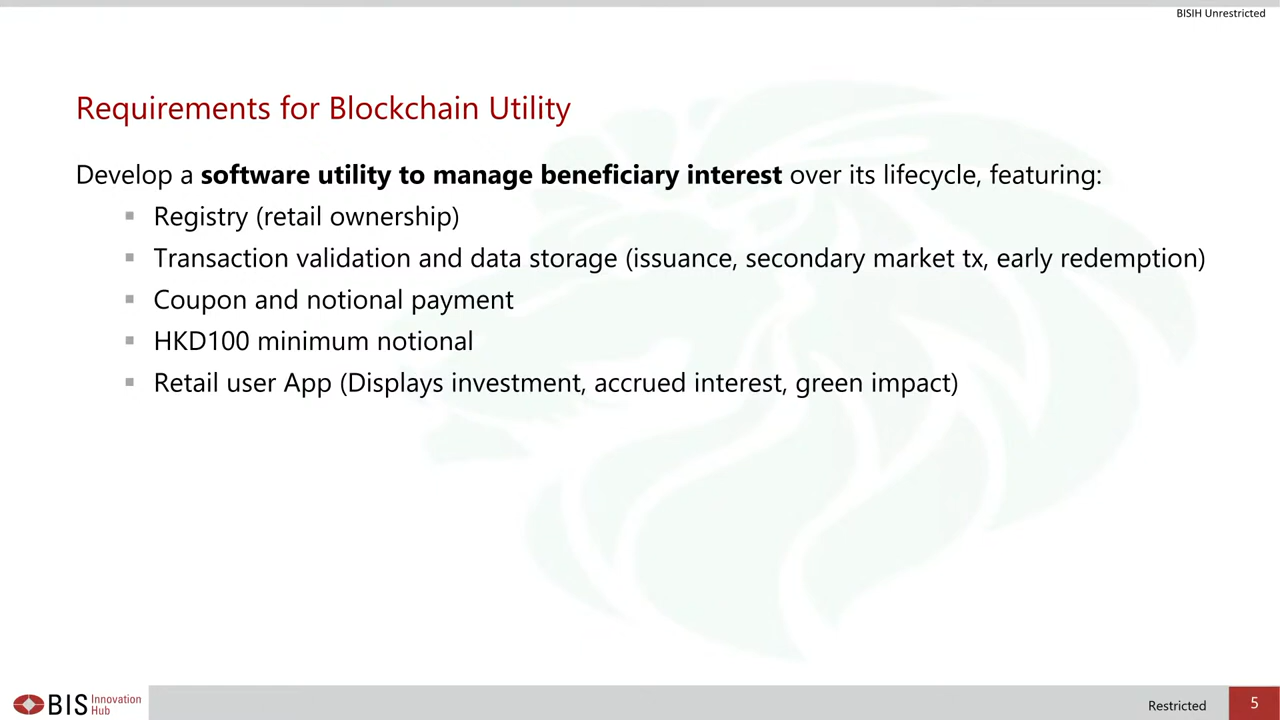 BISIH Unrestricted
Requirements for Blockchain Utility
Develop a software utility to manage beneficiary interest over its lifecycle, featuring:
▪ Registry (retail ownership)
▪ Transaction validation and data storage (issuance, secondary market tx, early redemption)
▪ Coupon and notional payment
▪ HKD100 minimum notional
▪ Retail user App (Displays investment, accrued interest, green impact)
BIS Innovation Hub
Restricted
5